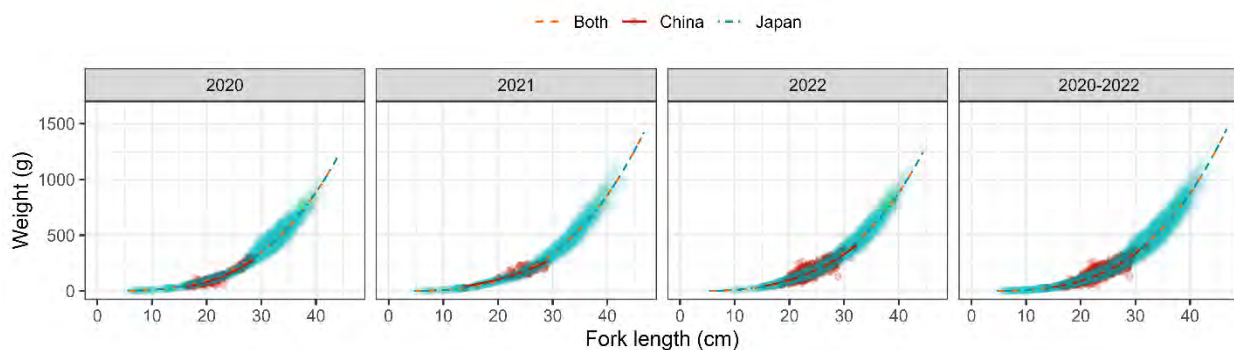 Both China Japan
2020 2021 2022 2020-2022
1500
1000
500
0
0 10 20 30 40 0 10 20 30 40 0 10 20 30 40 0 10 20 30 40
Weight (g)
Fork length (cm)